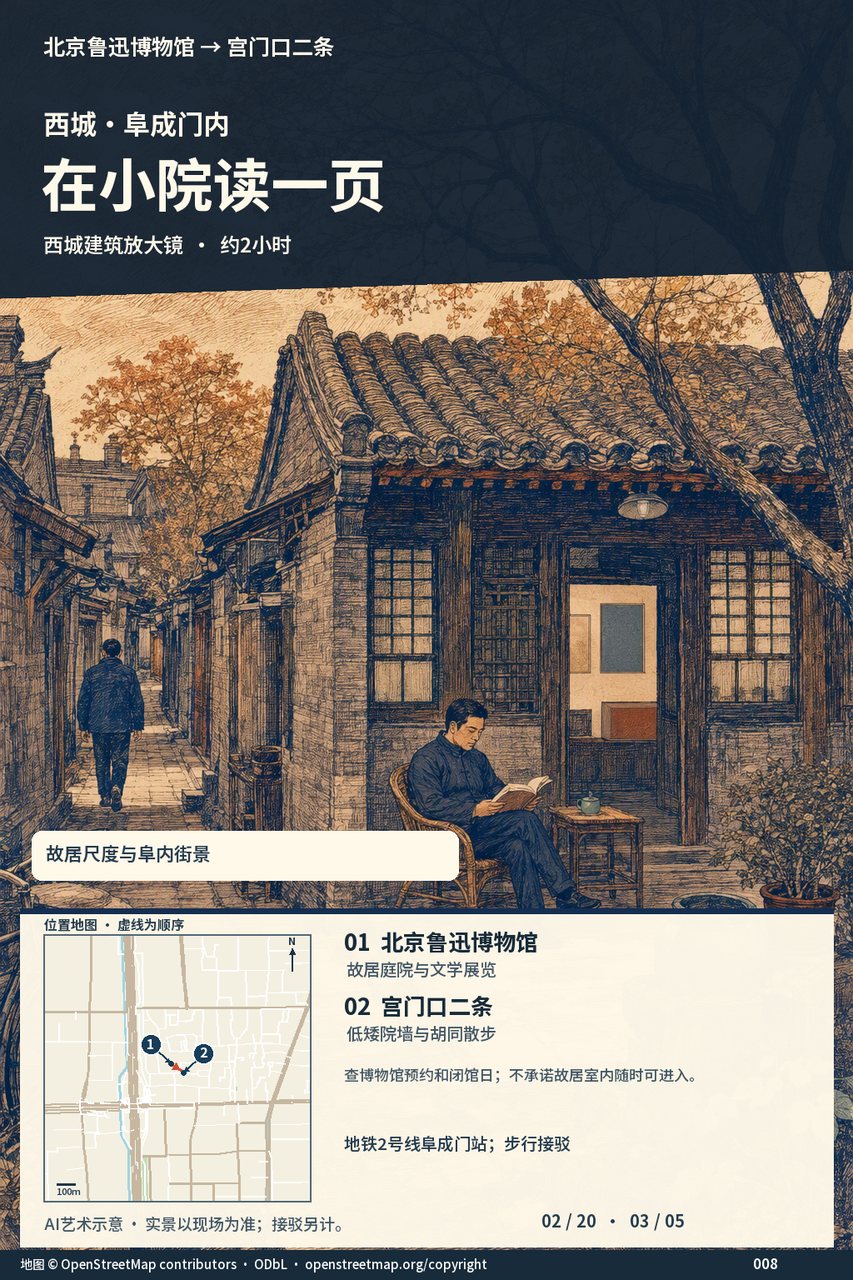 北京鲁迅博物馆 → 宫门口二条
西城·阜成门内
在小院读一页
西城建筑放大镜 · 约2小时
故居尺度与阜内街景
位置地图 · 虚线为顺序
N
1
2
100m
01 北京鲁迅博物馆
故居庭院与文学展览
02 宫门口二条
低矮院墙与胡同散步
查博物馆预约和闭馆日；不承诺故居室内随时可进入。
地铁2号线阜成门站；步行接驳
AI艺术示意 · 实景以现场为准；接驳另计。
02 / 20 · 03 / 05
地图 © OpenStreetMap contributors · ODbL · openstreetmap.org/copyright
008